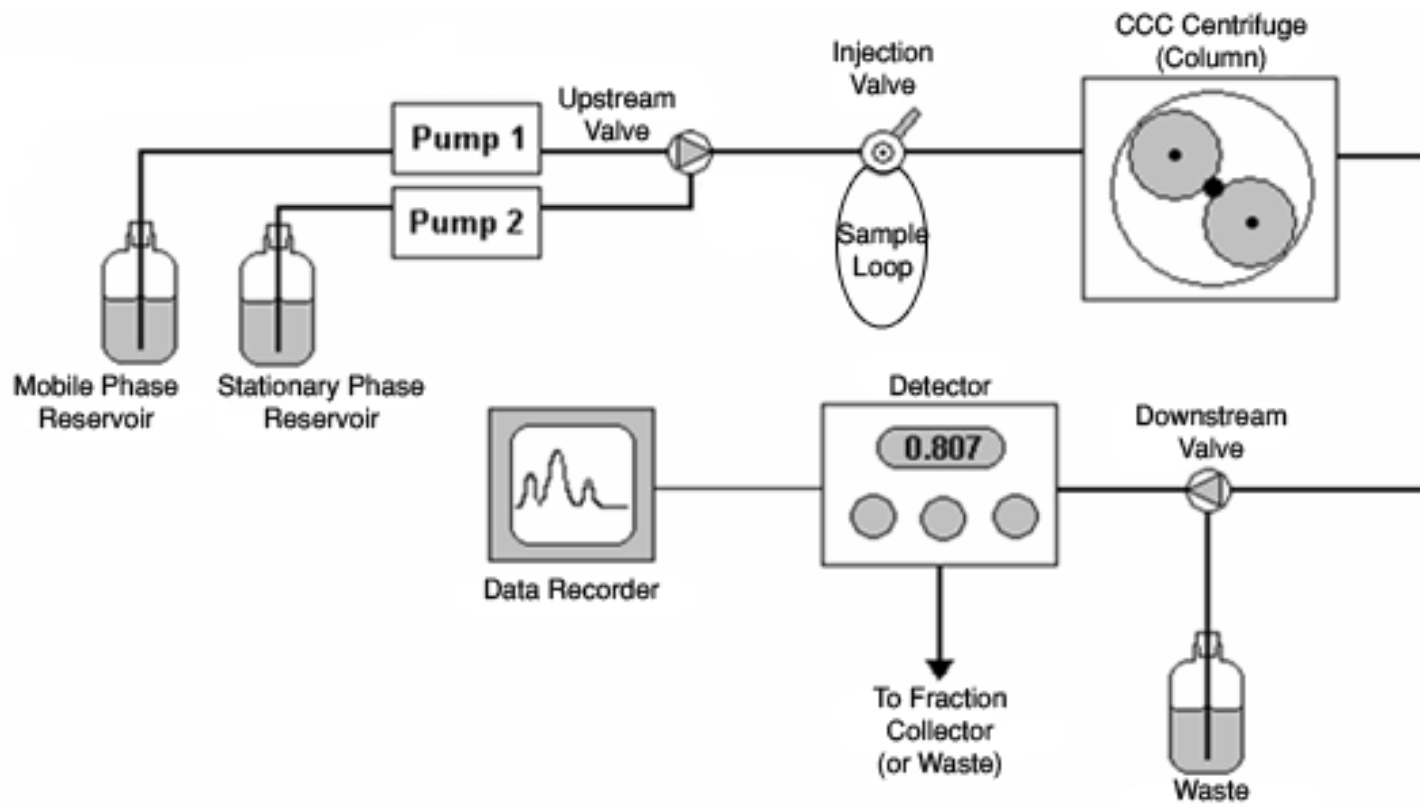 CCC Centrifuge
(Column)
Injection
Valve
Upstream
Valve
Pump 1
Pump 2
Sample
Loop
Mobile Phase
Reservoir
Stationary Phase
Reservoir
Detector
0.807
Downstream
Valve
Data Recorder
To Fraction
Collector
(or Waste)
Waste